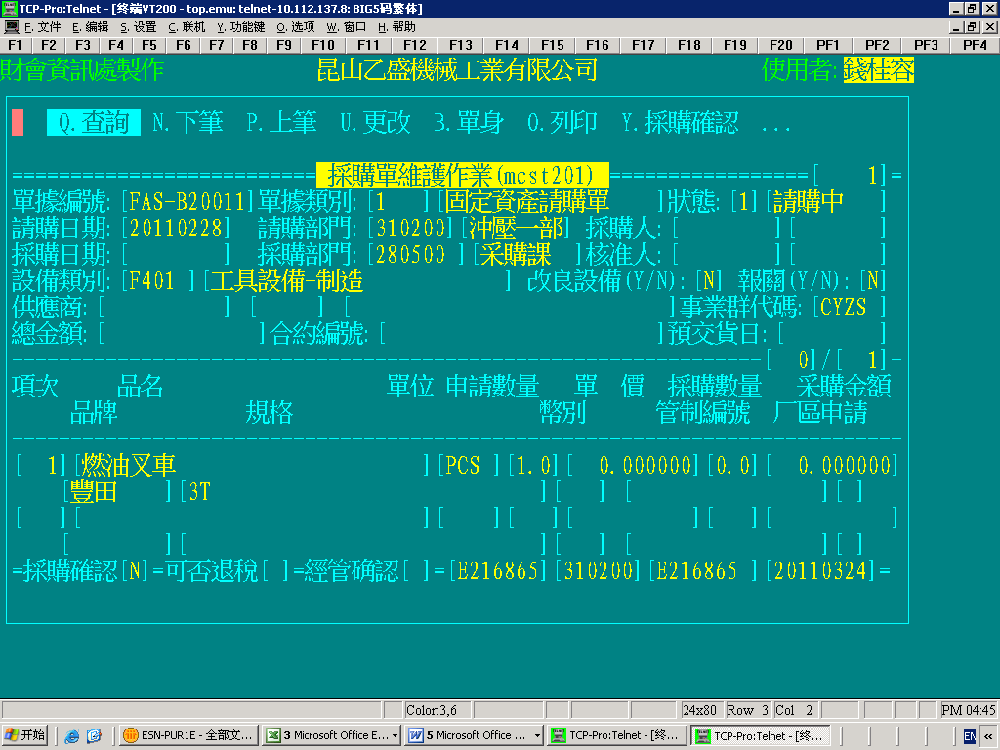 TCP-Pro:Telnet - [终端VT200 - top.emu: telnet-10.112.137.8: BIG5码繁体]
F. 文件 E. 编辑 S. 设置 C. 联机 Y. 功能键 O. 选项 W. 窗口 H. 帮助
F1 F2 F3 F4 F5 F6 F7 F8 F9 F10 F11 F12 F13 F14 F15 F16 F17 F18 F19 F20 PF1 PF2 PF3 PF4
財會資訊處製作 昆山乙盛機械工業有限公司 使用者: 錢桂容
Q.查詢 N.下筆 P.上筆 U.更改 B.單身 O.列印 Y.採購確認 ...
==========================採購單維護作業(mcst201)=================[ 1]=
單據編號: [FAS-B20011]單據類別: [1 ][固定資產請購單 ]狀態: [1][請購中 ]
請購日期: [20110228] 請購部門: [310200][沖壓一部] 採購人: [ ][ ]
採購日期: [ ] 採購部門: [280500 ][采購課 ]核准人: [ ][ ]
設備類別: [F401 ][工具設備-制造 ] 改良設備(Y/N): [N] 報關(Y/N): [N]
供應商: [ ] [ ] [ ]事業群代碼: [CYZS ]
總金額: [ ]合約編號: [ ]預交貨日: [ ]
----------------------------------------------------------------[ 0]/[ 1]-
項次 品名 單位 申請數量 單 價 採購數量 采購金額
品牌 規格 幣別 管制編號 厂區申請
----------------------------------------------------------------------------
[ 1][燃油叉車 ][PCS ][1.0][ 0.000000][0.0][ 0.000000]
[豐田 ][3T ][ ] [ ][ ]
[ ][ ][ ][ ][ ][ ][ ]
[ ][ ][ ] [ ][ ]
=採購確認[N]=可否退稅[ ]=經管确認[ ]=[E216865][310200][E216865 ][20110324]=
Color:3,6 24x80 Row 3 Col 2 PM 04:45
开始 ESN-PUR1E - 全部文... 3 Microsoft Office E... 5 Microsoft Office ... TCP-Pro:Telnet - [终... TCP-Pro:Telnet - [终... EN «